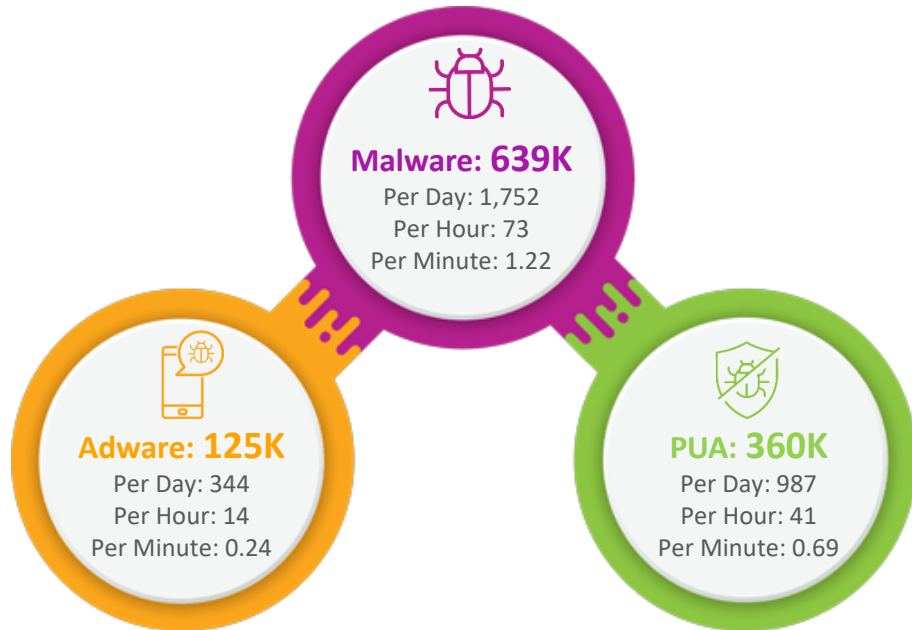 Malware: 639K
Per Day: 1,752
Per Hour: 73
Per Minute: 1.22
Adware: 125K
Per Day: 344
Per Hour: 14
Per Minute: 0.24
PUA: 360K
Per Day: 987
Per Hour: 41
Per Minute: 0.69